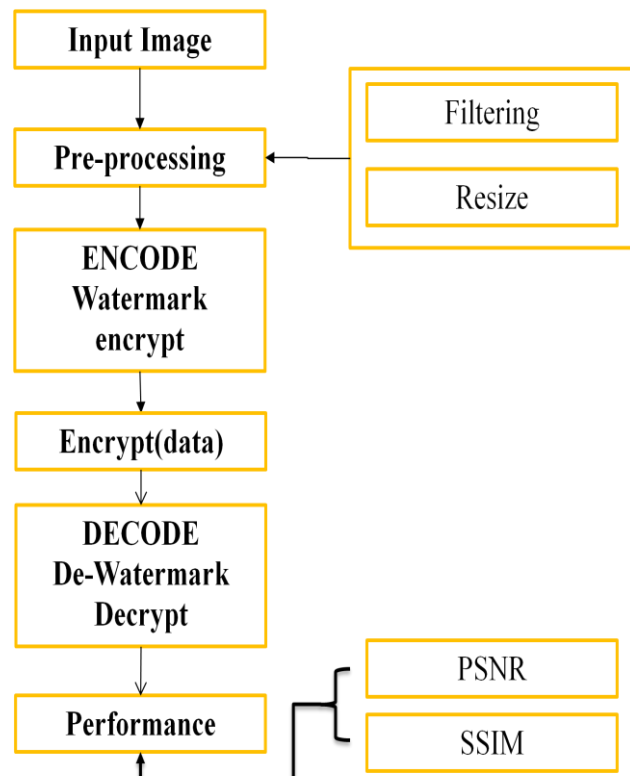 Input Image
Filtering
Pre-processing
Resize
ENCODE
Watermark
encrypt
Encrypt(data)
DECODE
De-Watermark
Decrypt
PSNR
Performance
SSIM